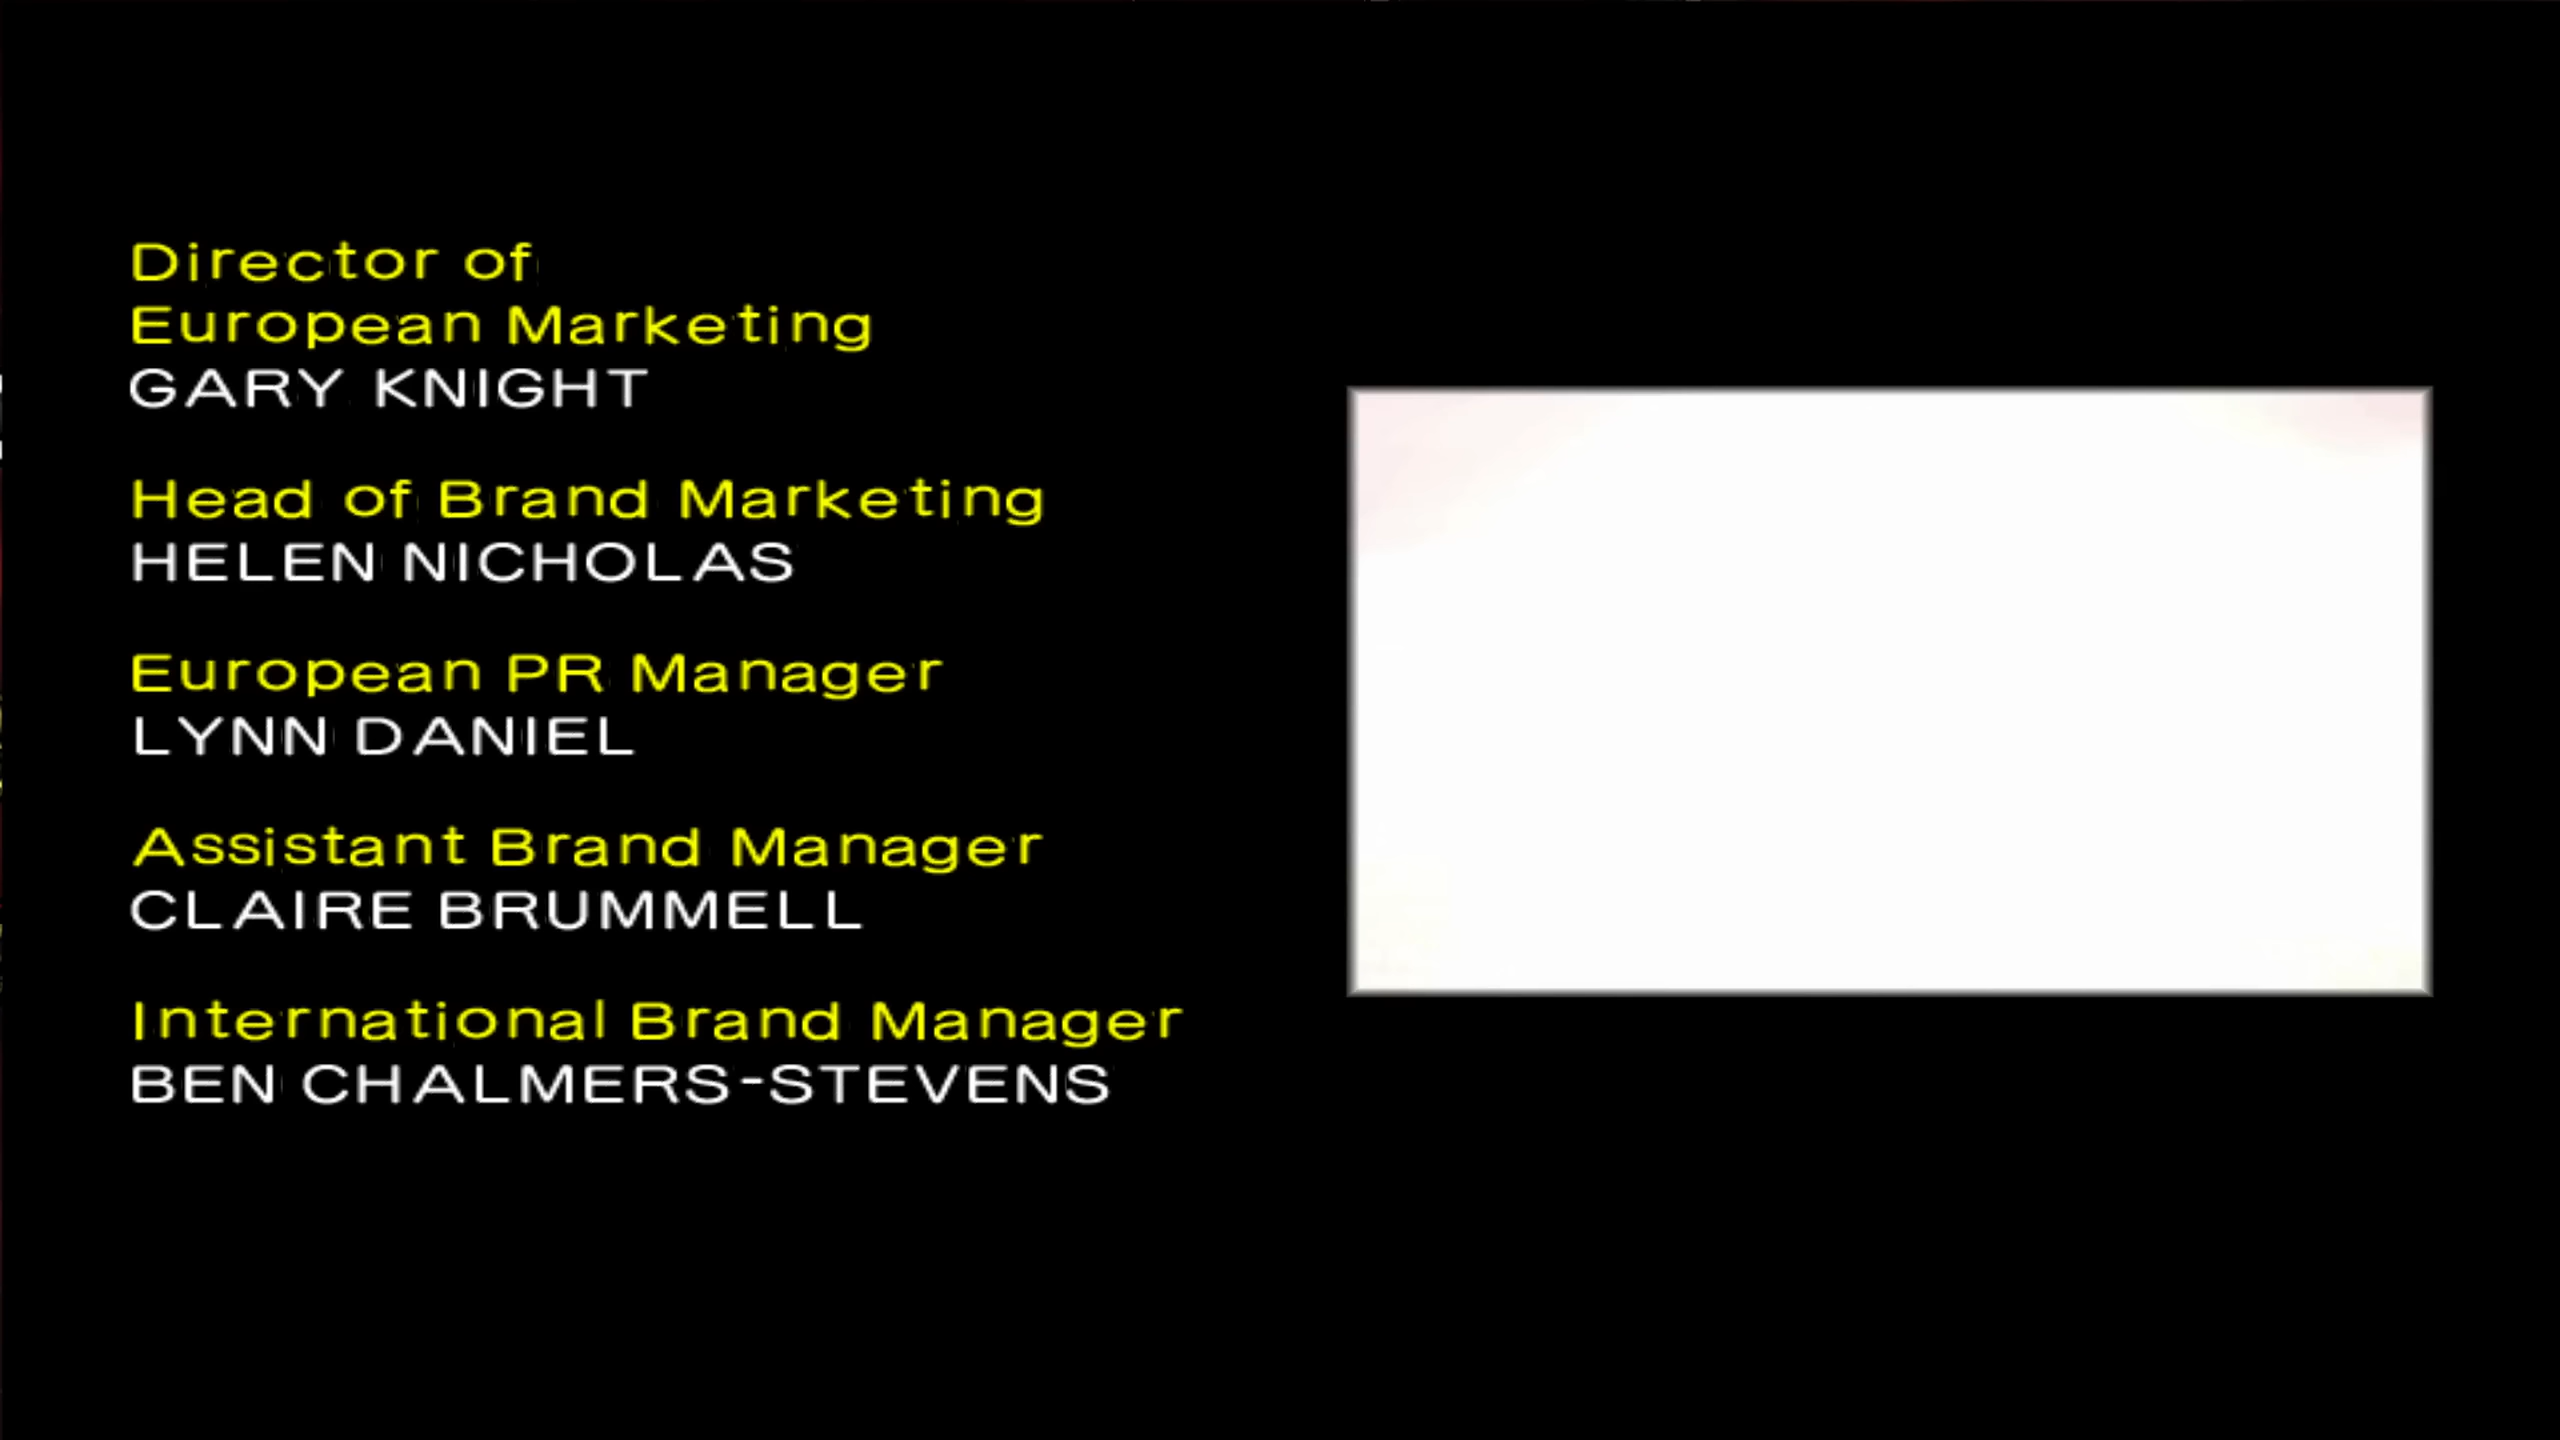 Director of
European Marketing
GARY KNIGHT
Head of Brand Marketing
HELEN NICHOLAS
European PR Manager
LYNN DANIEL
Assistant Brand Manager
CLAIRE BRUMMELL
International Brand Manager
BEN CHALMERS-STEVENS